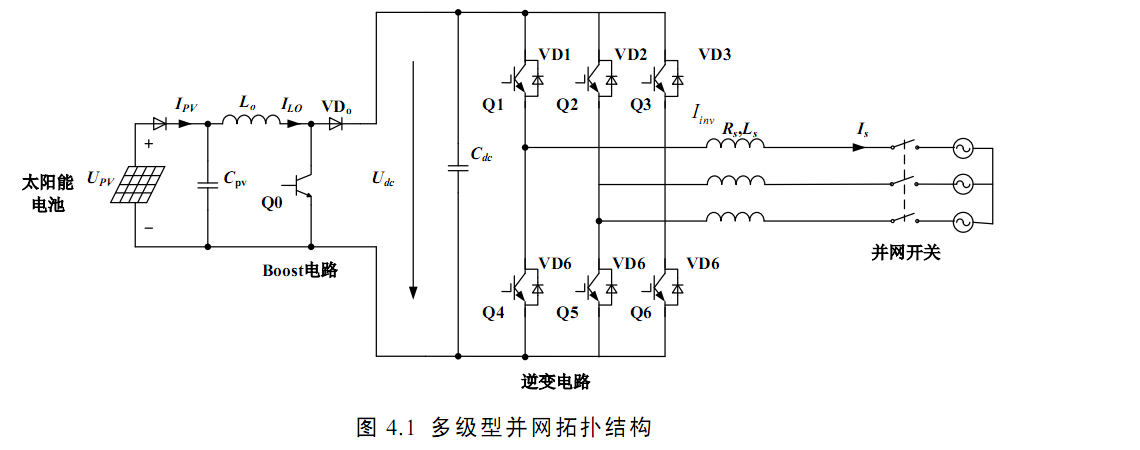 VD1 VD2 VD3
Q1 Q2 Q3
I_PV L_o I_LO VD_o
I_inv R_s,L_s I_s
+
太阳能
电池
U_PV C_pv Q0 U_dc C_dc
−
并网开关
Boost电路
VD6 VD6 VD6
Q4 Q5 Q6
逆变电路
图 4.1 多级型并网拓扑结构